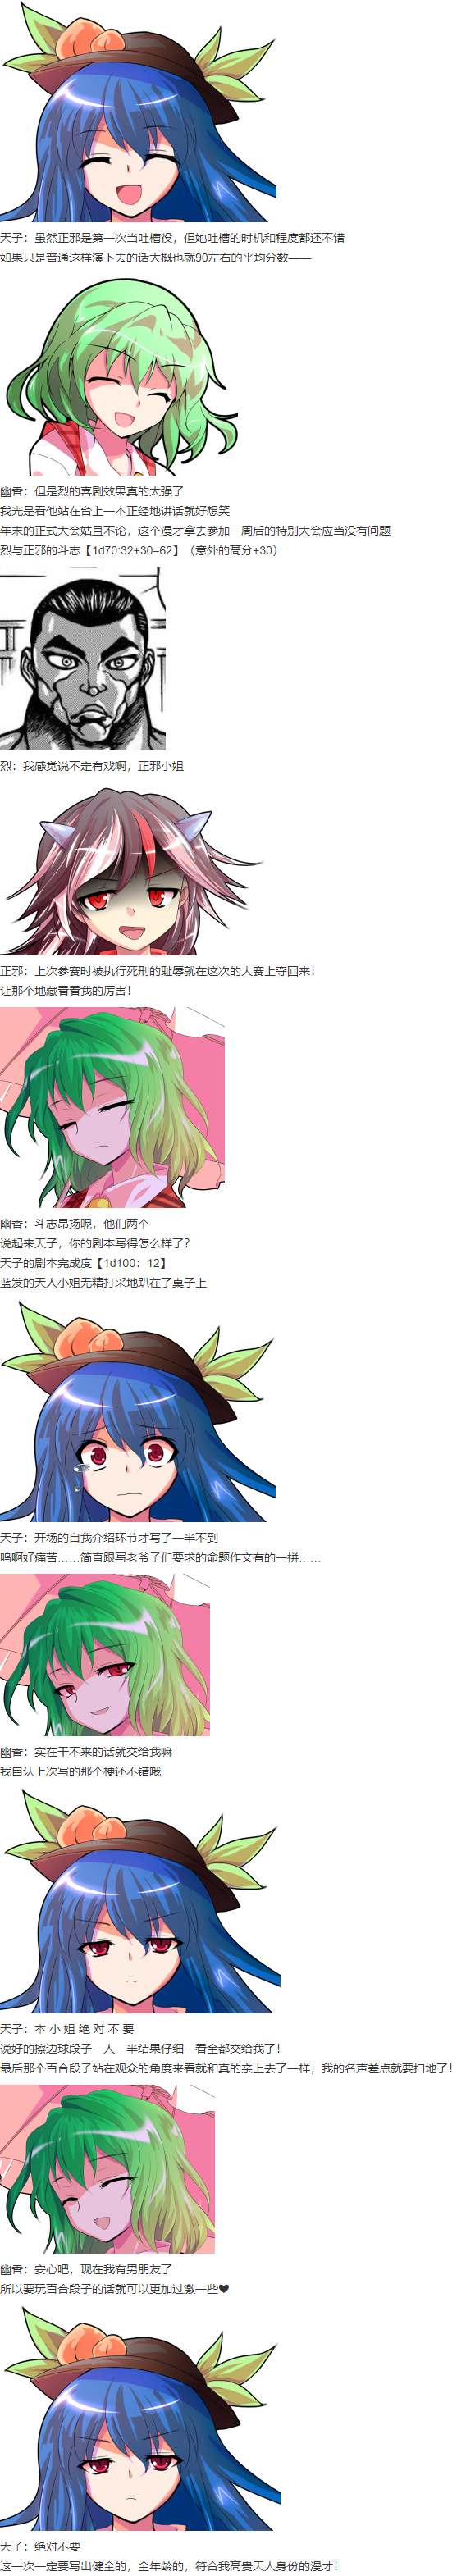 天子：虽然正邪是第一次当吐槽役，但她吐槽的时机和程度都还不错
如果只是普通这样演下去的话大概也就90左右的平均分数——
幽香：但是烈的喜剧效果真的太强了
我光是看他站在台上一本正经地讲话就好想笑
年末的正式大会姑且不论，这个漫才拿去参加一周后的特别大会应当没有问题
烈与正邪的斗志【1d70:32+30=62】（意外的高分+30）
烈：我感觉说不定有戏啊，正邪小姐
正邪：上次参赛时被执行死刑的耻辱就在这次的大赛上夺回来！
让那个地藏看看我的厉害！
幽香：斗志昂扬呢，他们两个
说起来天子，你的剧本写得怎么样了？
天子的剧本完成度【1d100：12】
蓝发的天人小姐无精打采地趴在了桌子上
天子：开场的自我介绍环节才写了一半不到
呜啊好痛苦……简直跟写老爷子们要求的命题作文有的一拼……
幽香：实在干不来的话就交给我嘛
我自认上次写的那个梗还不错哦
天子：本 小 姐 绝 对 不 要
说好的擦边球段子一人一半结果仔细一看全都交给我了！
最后那个百合段子站在观众的角度来看就和真的亲上去了一样，我的名声差点就要扫地了！
幽香：安心吧，现在我有男朋友了
所以要玩百合段子的话就可以更加过激一些♥
天子：绝对不要
这一次一定要写出健全的，全年龄的，符合我高贵天人身份的漫才！